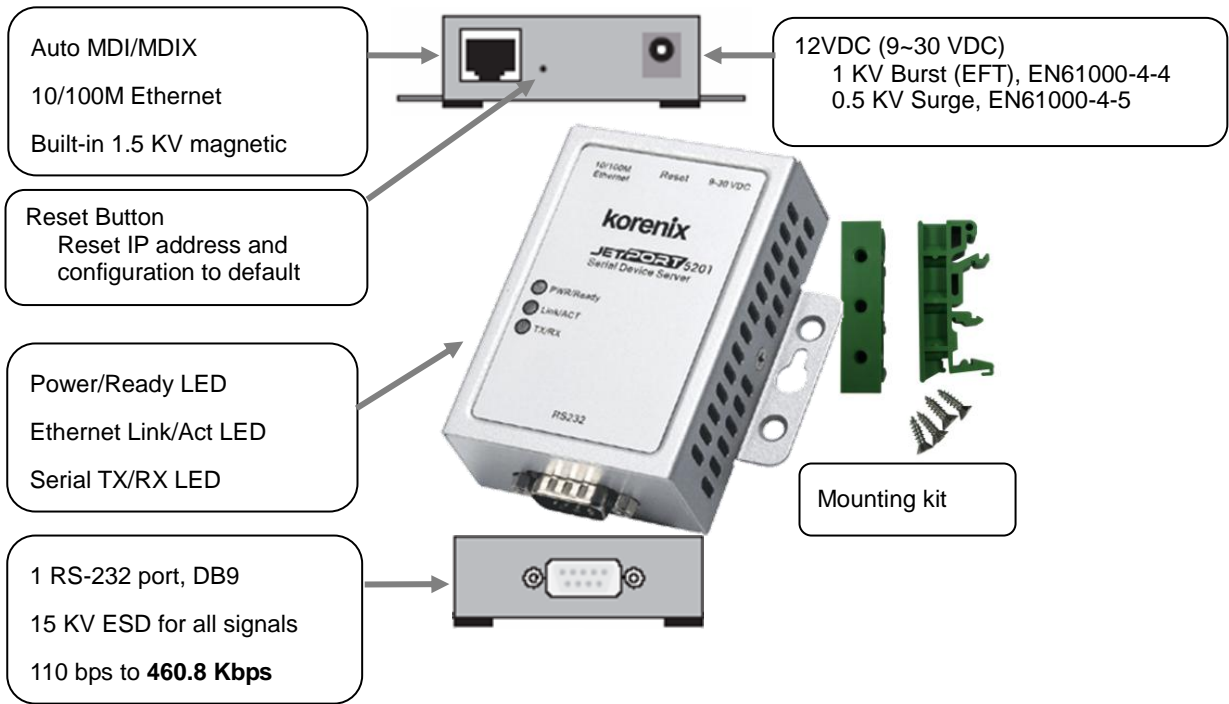 Auto MDI/MDIX
10/100M Ethernet
Built-in 1.5 KV magnetic
12VDC (9~30 VDC)
1 KV Burst (EFT), EN61000-4-4
0.5 KV Surge, EN61000-4-5
Reset Button
Reset IP address and
configuration to default
10/100M
Ethernet
Reset
9-30 VDC
korenix
JETPORT 5201
Serial Device Server
PWR/Ready
Link/ACT
TX/RX
RS232
Power/Ready LED
Ethernet Link/Act LED
Serial TX/RX LED
Mounting kit
1 RS-232 port, DB9
15 KV ESD for all signals
110 bps to 460.8 Kbps